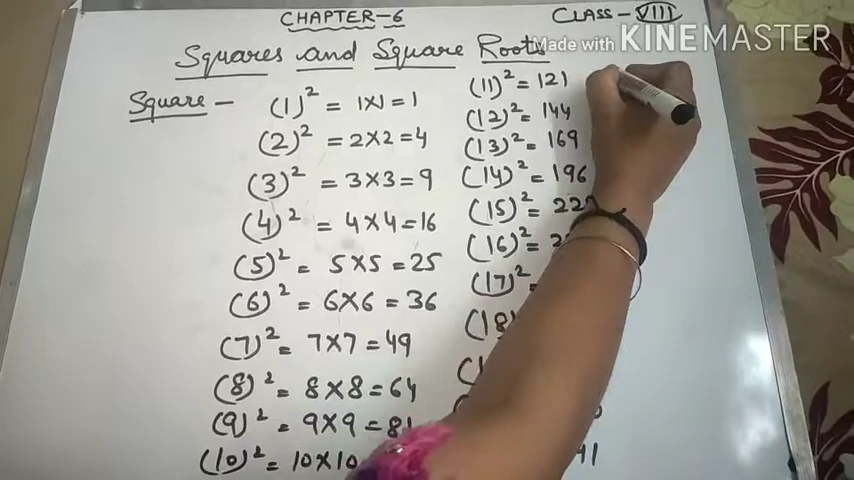 CHAPTER-6
CLASS-VIII
Squares and Square Roots
Made with KINEMASTER
Square -
(1)² = 1×1=1
(2)² = 2×2=4
(3)² = 3×3=9
(4)² = 4×4=16
(5)² = 5×5=25
(6)² = 6×6=36
(7)² = 7×7=49
(8)² = 8×8=64
(9)² = 9×9=81
(10)² = 10×10
(11)² = 121
(12)² = 144
(13)² = 169
(14)² = 196
(15)² = 22
(16)² = 2
(17)² =
(18)